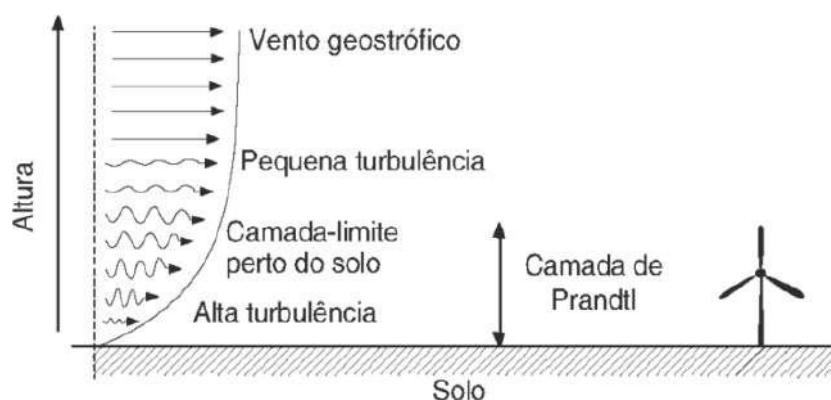 Vento geostrófico
Pequena turbulência
Camada-limite
perto do solo
Alta turbulência
Camada de
Prandtl
Altura
Solo